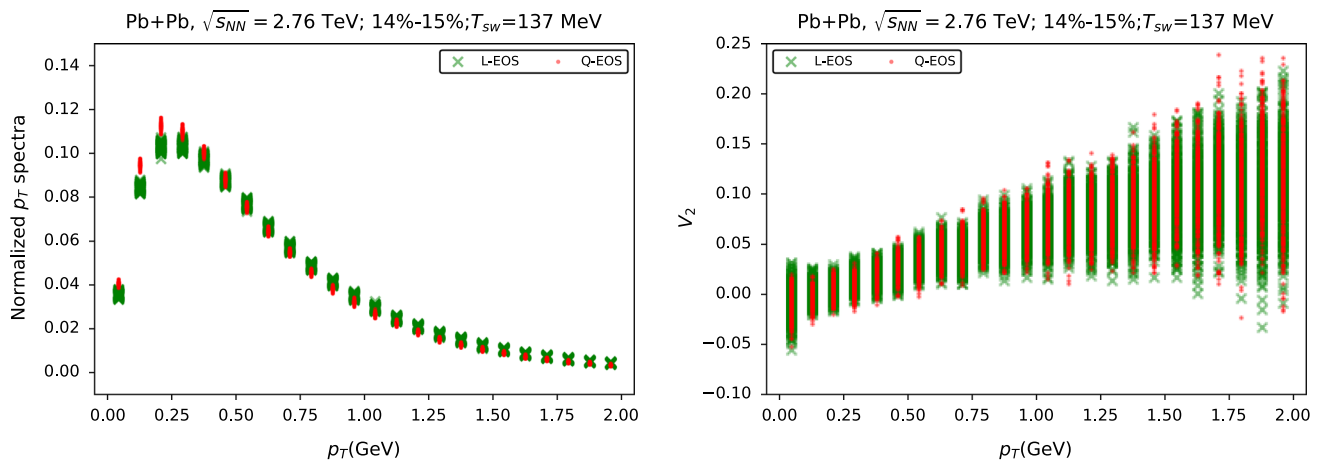 Pb+Pb, √s_NN = 2.76 TeV; 14%-15%;T_sw=137 MeV
Normalized p_T spectra
0.14
0.12
0.10
0.08
0.06
0.04
0.02
0.00
L-EOS
Q-EOS
0.00 0.25 0.50 0.75 1.00 1.25 1.50 1.75 2.00
p_T(GeV)
Pb+Pb, √s_NN = 2.76 TeV; 14%-15%;T_sw=137 MeV
V_2
0.25
0.20
0.15
0.10
0.05
0.00
−0.05
−0.10
L-EOS
Q-EOS
0.00 0.25 0.50 0.75 1.00 1.25 1.50 1.75 2.00
p_T(GeV)